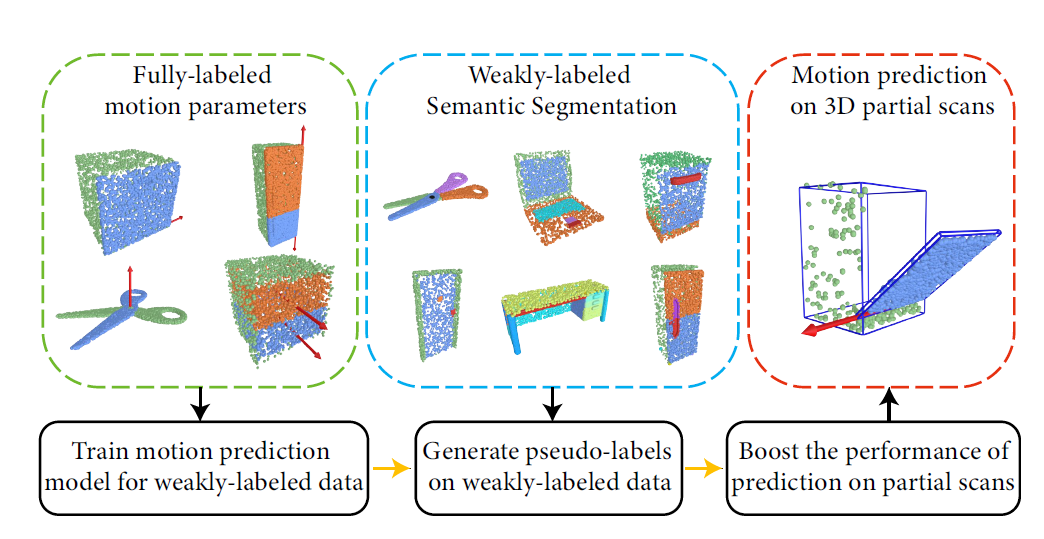 Fully-labeled
motion parameters
Weakly-labeled
Semantic Segmentation
Motion prediction
on 3D partial scans
Train motion prediction
model for weakly-labeled data
Generate pseudo-labels
on weakly-labeled data
Boost the performance of
prediction on partial scans